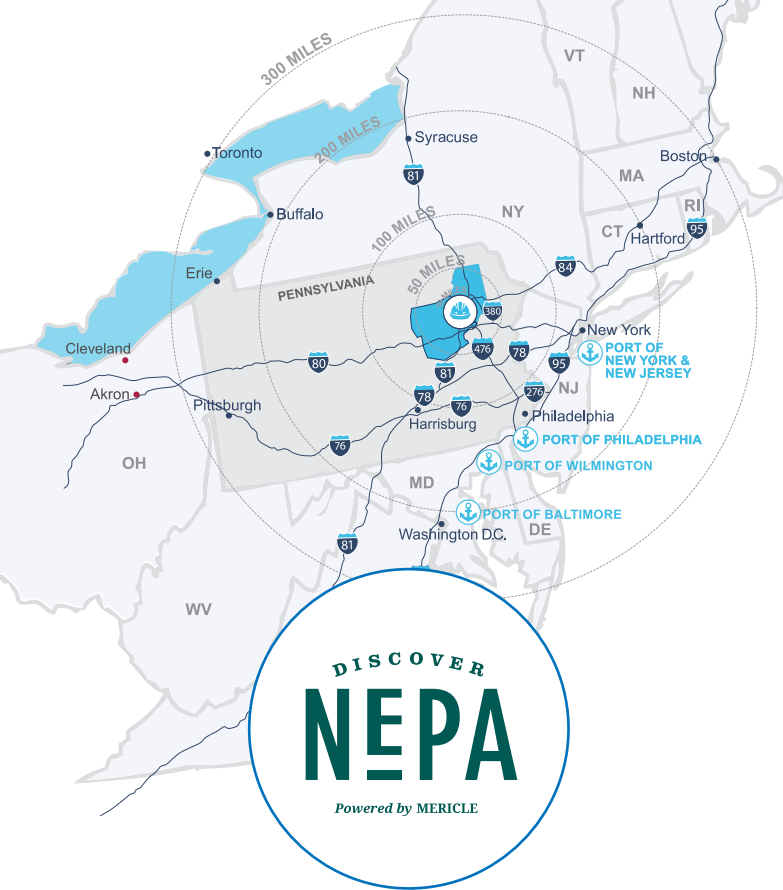 300 MILES
VT
NH
200 MILES
Syracuse
Toronto
Boston
81
MA
RI
NY
Buffalo
100 MILES
CT
Hartford
95
84
50 MILES
Erie
PENNSYLVANIA
380
New York
Cleveland
476
78
PORT OF
NEW YORK &
NEW JERSEY
80
95
81
NJ
Akron
78
276
Pittsburgh
76
Harrisburg
Philadelphia
76
PORT OF PHILADELPHIA
OH
PORT OF WILMINGTON
MD
PORT OF BALTIMORE
Washington D.C.
DE
81
WV
DISCOVER
NEPA
Powered by MERICLE